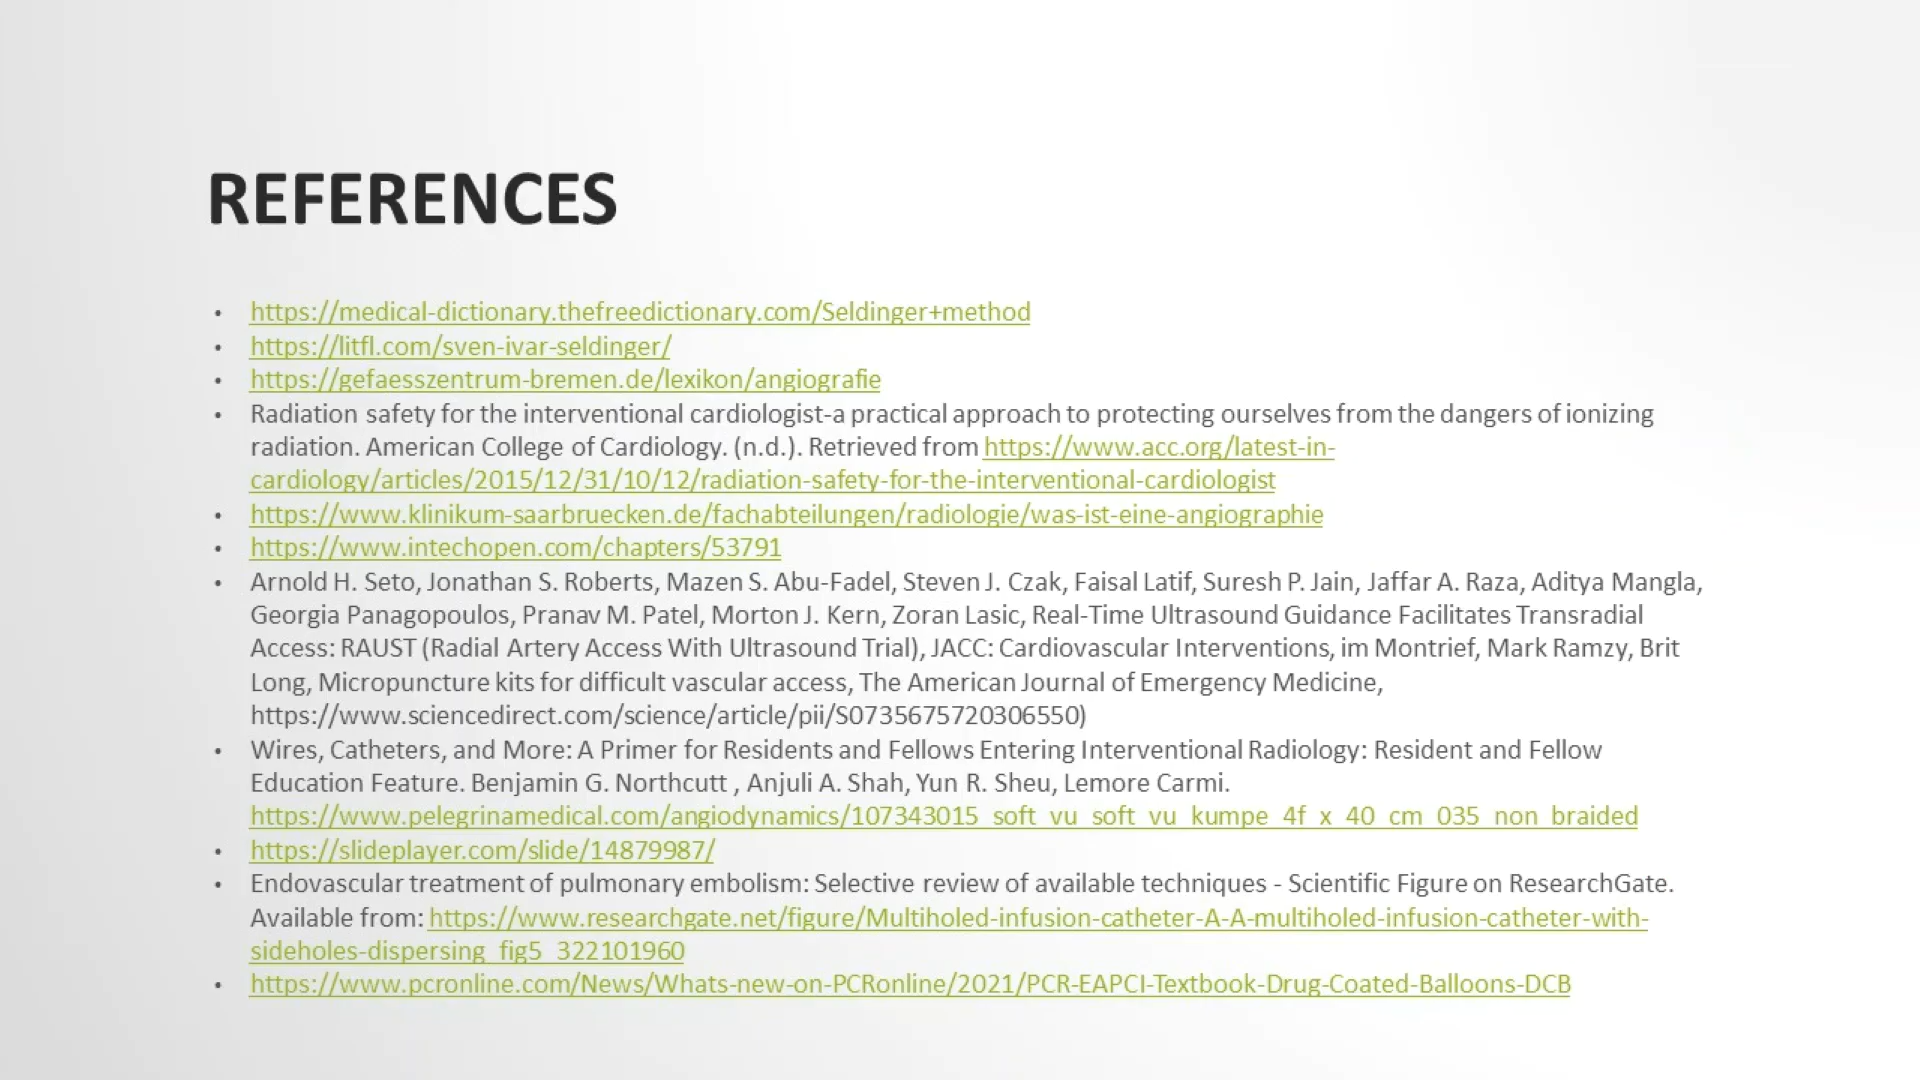 REFERENCES
• https://medical-dictionary.thefreedictionary.com/Seldinger+method
• https://litfl.com/sven-ivar-seldinger/
• https://gefaesszentrum-bremen.de/lexikon/angiografie
• Radiation safety for the interventional cardiologist-a practical approach to protecting ourselves from the dangers of ionizing
radiation. American College of Cardiology. (n.d.). Retrieved from https://www.acc.org/latest-in-
cardiology/articles/2015/12/31/10/12/radiation-safety-for-the-interventional-cardiologist
• https://www.klinikum-saarbruecken.de/fachabteilungen/radiologie/was-ist-eine-angiographie
• https://www.intechopen.com/chapters/53791
• Arnold H. Seto, Jonathan S. Roberts, Mazen S. Abu-Fadel, Steven J. Czak, Faisal Latif, Suresh P. Jain, Jaffar A. Raza, Aditya Mangla,
Georgia Panagopoulos, Pranav M. Patel, Morton J. Kern, Zoran Lasic, Real-Time Ultrasound Guidance Facilitates Transradial
Access: RAUST (Radial Artery Access With Ultrasound Trial), JACC: Cardiovascular Interventions, im Montrief, Mark Ramzy, Brit
Long, Micropuncture kits for difficult vascular access, The American Journal of Emergency Medicine,
https://www.sciencedirect.com/science/article/pii/S0735675720306550)
• Wires, Catheters, and More: A Primer for Residents and Fellows Entering Interventional Radiology: Resident and Fellow
Education Feature. Benjamin G. Northcutt , Anjuli A. Shah, Yun R. Sheu, Lemore Carmi.
https://www.pelegrinamedical.com/angiodynamics/107343015_soft_vu_soft_vu_kumpe_4f_x_40_cm_035_non_braided
• https://slideplayer.com/slide/14879987/
• Endovascular treatment of pulmonary embolism: Selective review of available techniques - Scientific Figure on ResearchGate.
Available from: https://www.researchgate.net/figure/Multiholed-infusion-catheter-A-A-multiholed-infusion-catheter-with-
sideholes-dispersing_fig5_322101960
• https://www.pcronline.com/News/Whats-new-on-PCRonline/2021/PCR-EAPCI-Textbook-Drug-Coated-Balloons-DCB